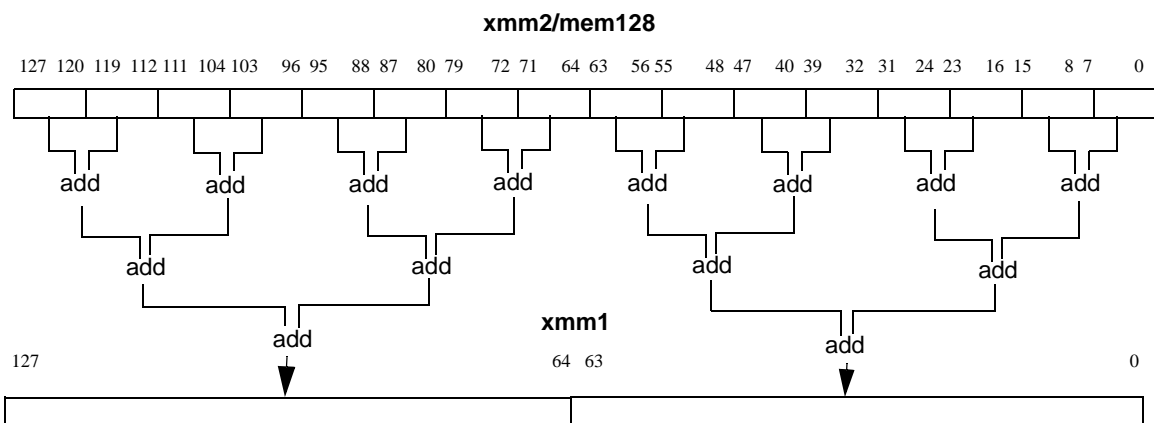 xmm2/mem128
127 120 119 112 111 104 103 96 95 88 87 80 79 72 71 64 63 56 55 48 47 40 39 32 31 24 23 16 15 8 7 0
add add add add add add add add
add add add add
xmm1
add add
127 64 63 0